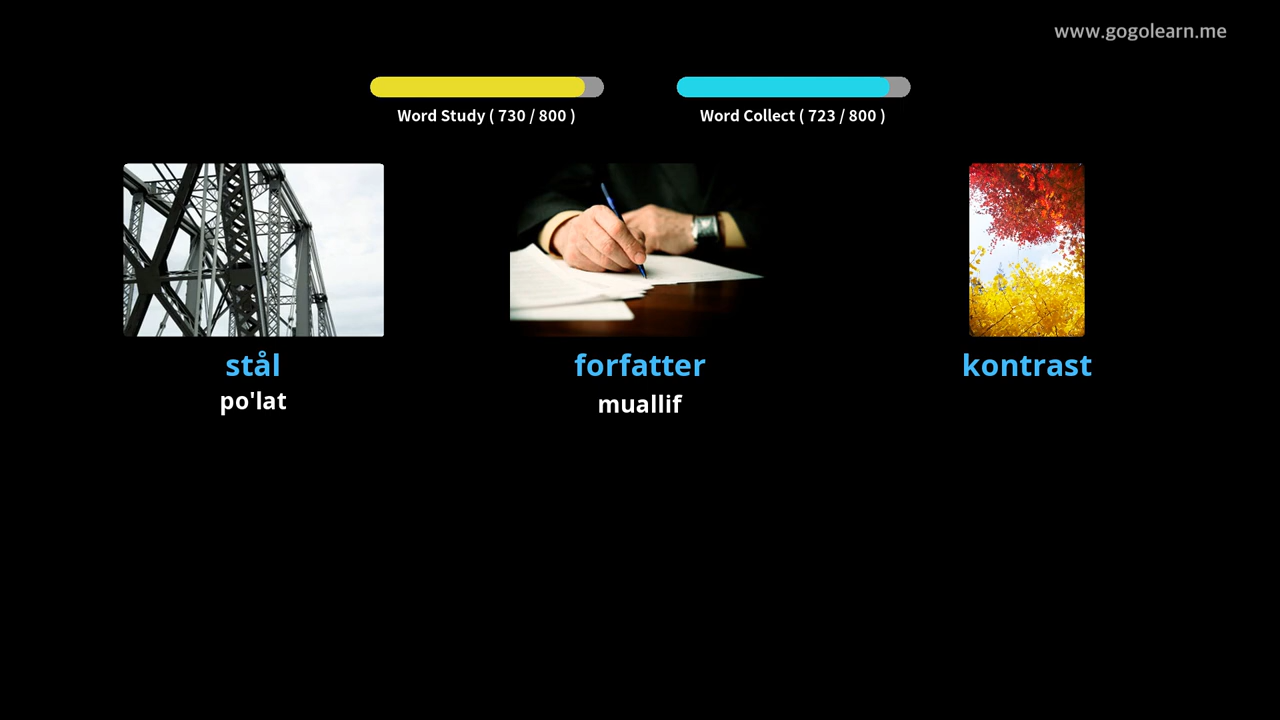 www.gogolearn.me
Word Study ( 730 / 800 )
Word Collect ( 723 / 800 )
stål
forfatter
kontrast
po'lat
muallif